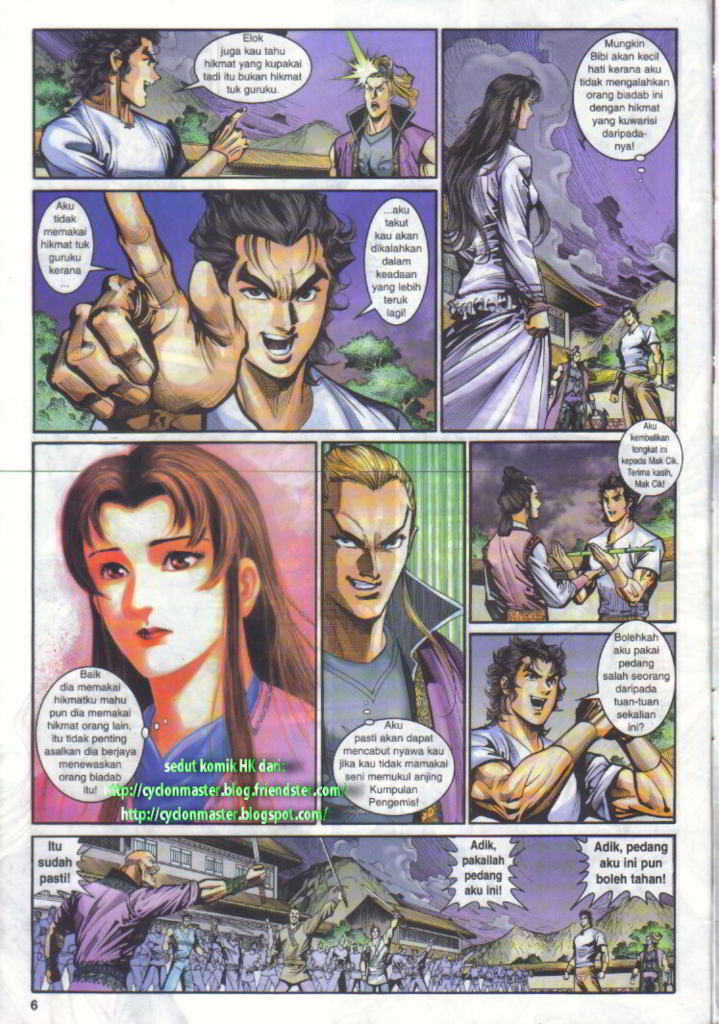 Elok
juga kau tahu
hikmat yang kupakai
tadi itu bukan hikmat
tuk guruku.
Mungkin
Bibi akan kecil
hati kerana aku
tidak mengalahkan
orang biadab ini
dengan hikmat
yang kuwarisi
daripada-
nya!
Aku
tidak
memakai
hikmat tuk
guruku
kerana
...
...aku
takut
kau akan
dikalahkan
dalam
keadaan
yang lebih
teruk
lagi!
Baik
dia memakai
hikmatku mahu
pun dia memakai
hikmat orang lain,
itu tidak penting
asalkan dia berjaya
menewaskan
orang biadab
itu!
Aku
pasti akan dapat
mencabut nyawa kau
jika kau tidak mamakai
seni memukul anjing
Kumpulan
Pengemis!
Aku
kembalikan
tongkat ini
kepada Mak Cik.
Terima kasih,
Mak Cik!
Bolehkah
aku pakai
pedang
salah seorang
daripada
tuan-tuan
sekalian
ini?
sedut komik HK dari:
http://cyclonmaster.blog.friendster.com/
http://cyclonmaster.blogspot.com/
Itu
sudah
pasti!
Adik,
pakailah
pedang
aku ini!
Adik, pedang
aku ini pun
boleh tahan!
6